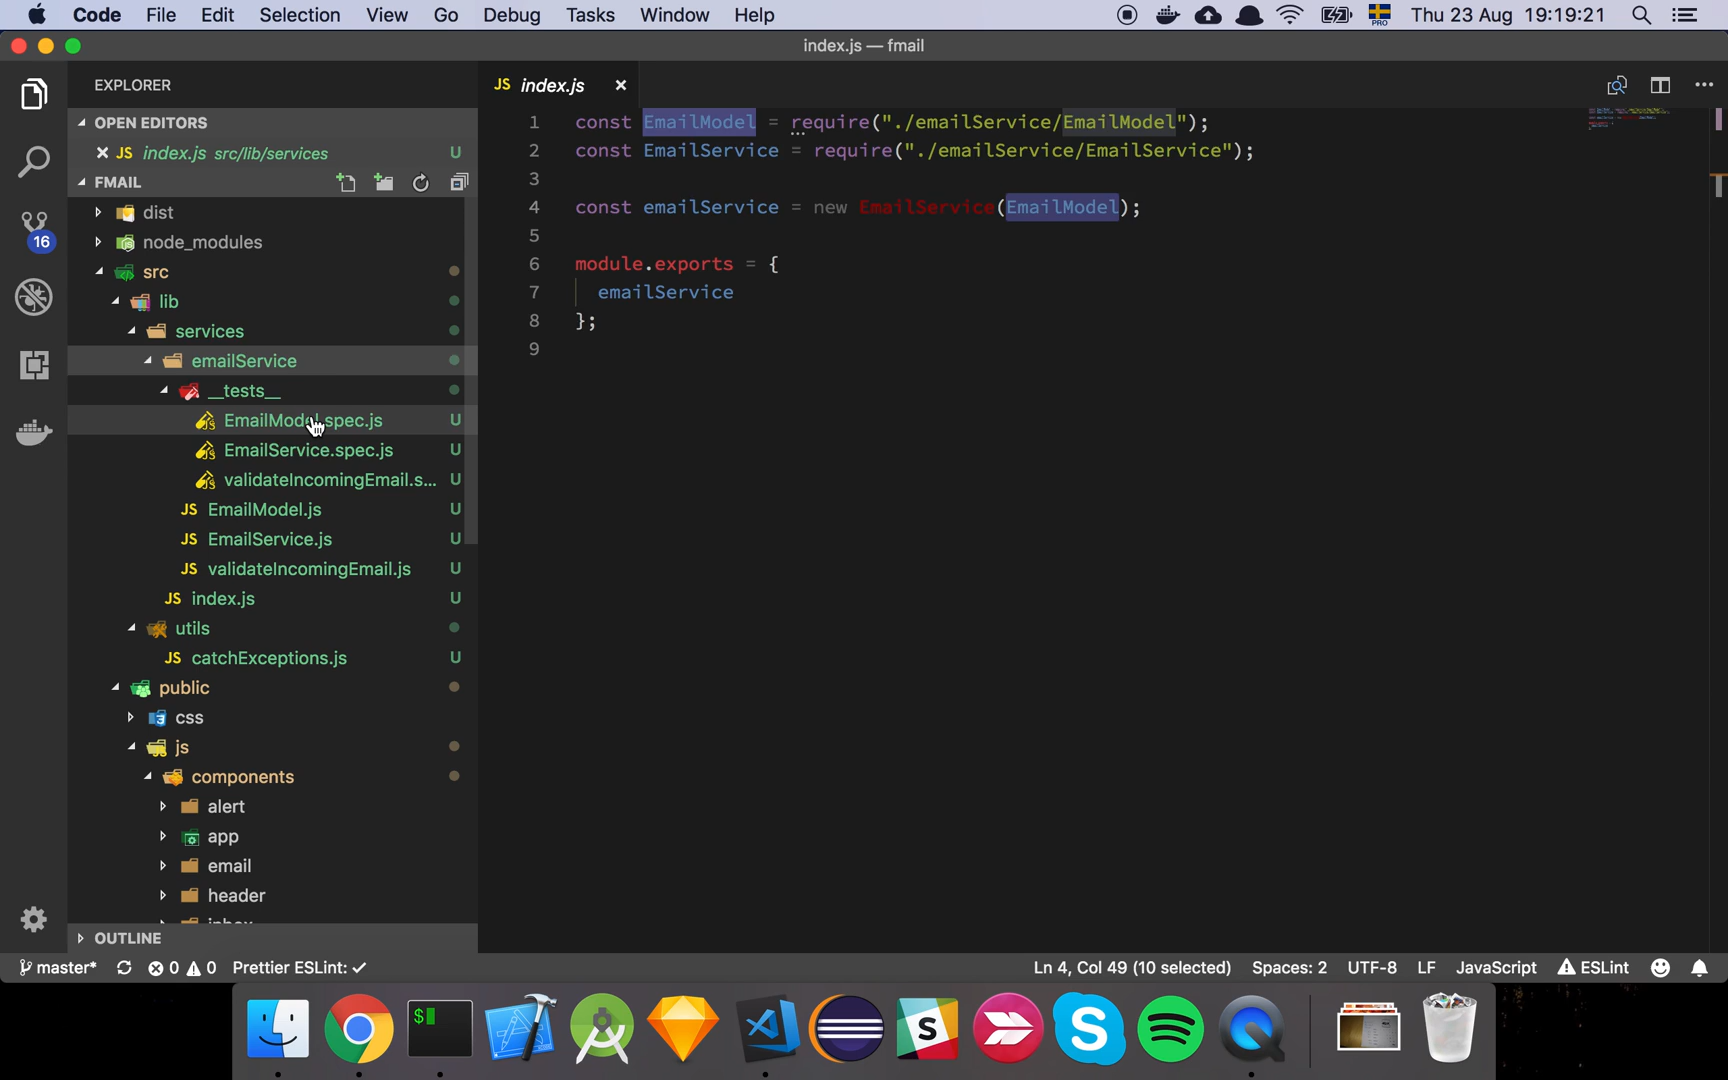 Code File Edit Selection View Go Debug Tasks Window Help PRO Thu 23 Aug 19:19:21
index.js — fmail
EXPLORER
JS index.js ×
OPEN EDITORS
× JS index.js src/lib/services U
FMAIL
dist
node_modules
16
src
lib
services
emailService
__tests__
EmailModel.spec.js U
EmailService.spec.js U
validateIncomingEmail.s... U
JS EmailModel.js U
JS EmailService.js U
JS validateIncomingEmail.js U
JS index.js U
utils
JS catchExceptions.js U
public
css
js
components
alert
app
email
header
OUTLINE
1 const EmailModel = require("./emailService/EmailModel");
2 const EmailService = require("./emailService/EmailService");
3
4 const emailService = new EmailService(EmailModel);
5
6 module.exports = {
7 emailService
8 };
9
master* 0 0 Prettier ESLint: ✓ Ln 4, Col 49 (10 selected) Spaces: 2 UTF-8 LF JavaScript ESLint
$
S
S